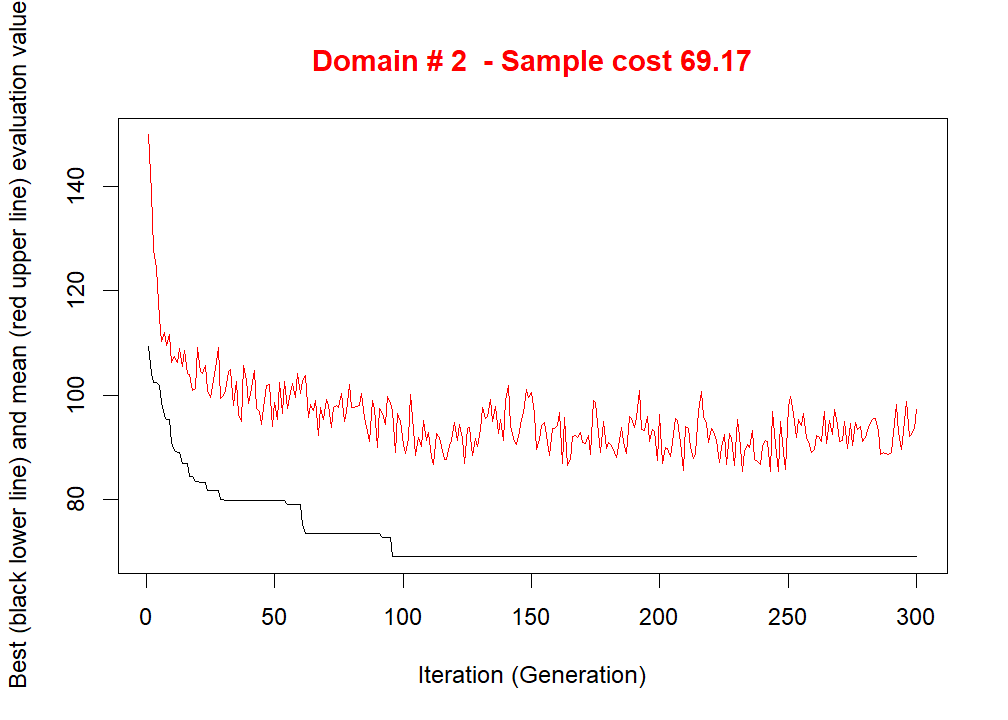 Domain # 2  - Sample cost 69.17
Best (black lower line) and mean (red upper line) evaluation value
140
120
100
80
0 50 100 150 200 250 300
Iteration (Generation)